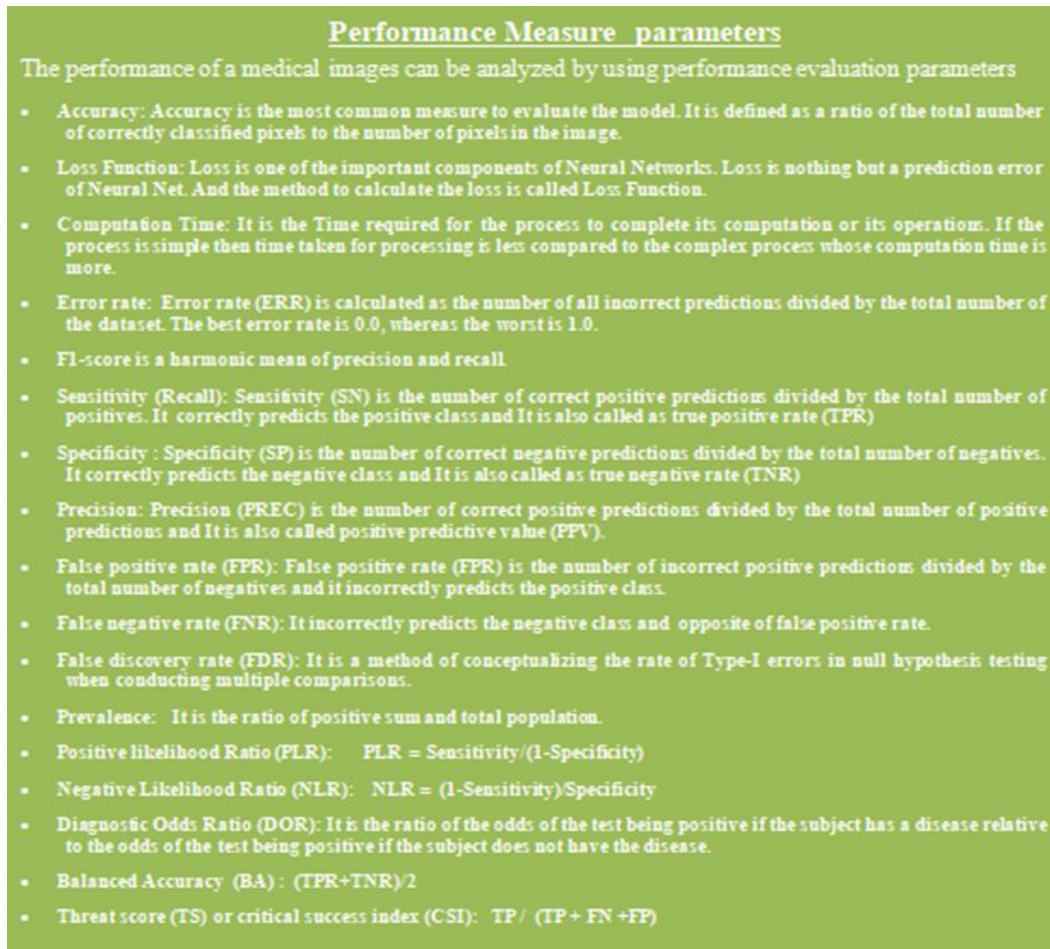 Performance Measure parameters
The performance of a medical images can be analyzed by using performance evaluation parameters
• Accuracy: Accuracy is the most common measure to evaluate the model. It is defined as a ratio of the total number
of correctly classified pixels to the number of pixels in the image.
• Loss Function: Loss is one of the important components of Neural Networks. Loss is nothing but a prediction error
of Neural Net. And the method to calculate the loss is called Loss Function.
• Computation Time: It is the Time required for the process to complete its computation or its operations. If the
process is simple then time taken for processing is less compared to the complex process whose computation time is
more.
• Error rate: Error rate (ERR) is calculated as the number of all incorrect predictions divided by the total number of
the dataset. The best error rate is 0.0, whereas the worst is 1.0.
• F1-score is a harmonic mean of precision and recall.
• Sensitivity (Recall): Sensitivity (SN) is the number of correct positive predictions divided by the total number of
positives. It correctly predicts the positive class and It is also called as true positive rate (TPR)
• Specificity : Specificity (SP) is the number of correct negative predictions divided by the total number of negatives.
It correctly predicts the negative class and It is also called as true negative rate (TNR)
• Precision: Precision (PREC) is the number of correct positive predictions divided by the total number of positive
predictions and It is also called positive predictive value (PPV).
• False positive rate (FPR): False positive rate (FPR) is the number of incorrect positive predictions divided by the
total number of negatives and it incorrectly predicts the positive class.
• False negative rate (FNR): It incorrectly predicts the negative class and opposite of false positive rate.
• False discovery rate (FDR): It is a method of conceptualizing the rate of Type-I errors in null hypothesis testing
when conducting multiple comparisons.
• Prevalence: It is the ratio of positive sum and total population.
• Positive likelihood Ratio (PLR): PLR = Sensitivity/(1-Specificity)
• Negative Likelihood Ratio (NLR): NLR = (1-Sensitivity)/Specificity
• Diagnostic Odds Ratio (DOR): It is the ratio of the odds of the test being positive if the subject has a disease relative
to the odds of the test being positive if the subject does not have the disease.
• Balanced Accuracy (BA) : (TPR+TNR)/2
• Threat score (TS) or critical success index (CSI): TP / (TP + FN +FP)